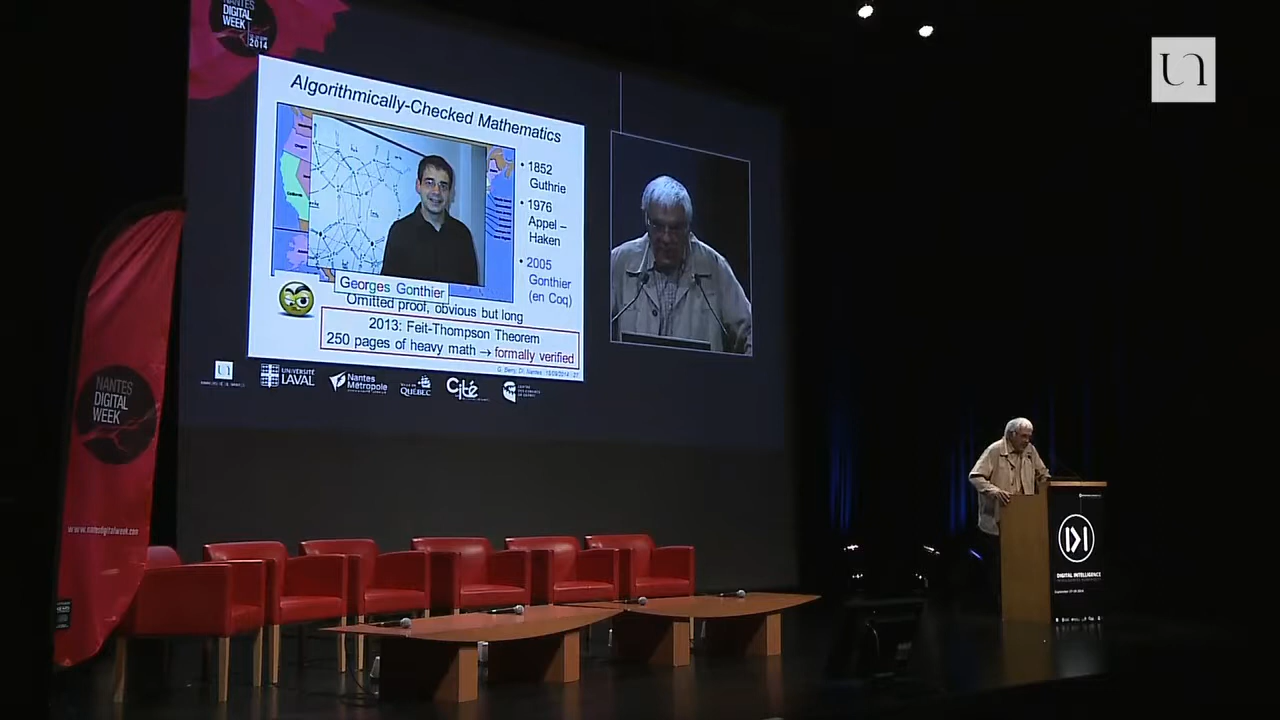 NANTES
DIGITAL
WEEK
2014
Algorithmically-Checked Mathematics
• 1852
Guthrie
• 1976
Appel –
Haken
• 2005
Gonthier
(en Coq)
Georges Gonthier
Omitted proof, obvious but long
2013: Feit-Thompson Theorem
250 pages of heavy math → formally verified
UNIVERSITÉ
LAVAL
Nantes
Métropole
QUÉBEC
Cité
NANTES
DIGITAL
WEEK
www.nantesdigitalweek.com
DI
DIGITAL INTELLIGENCE
un